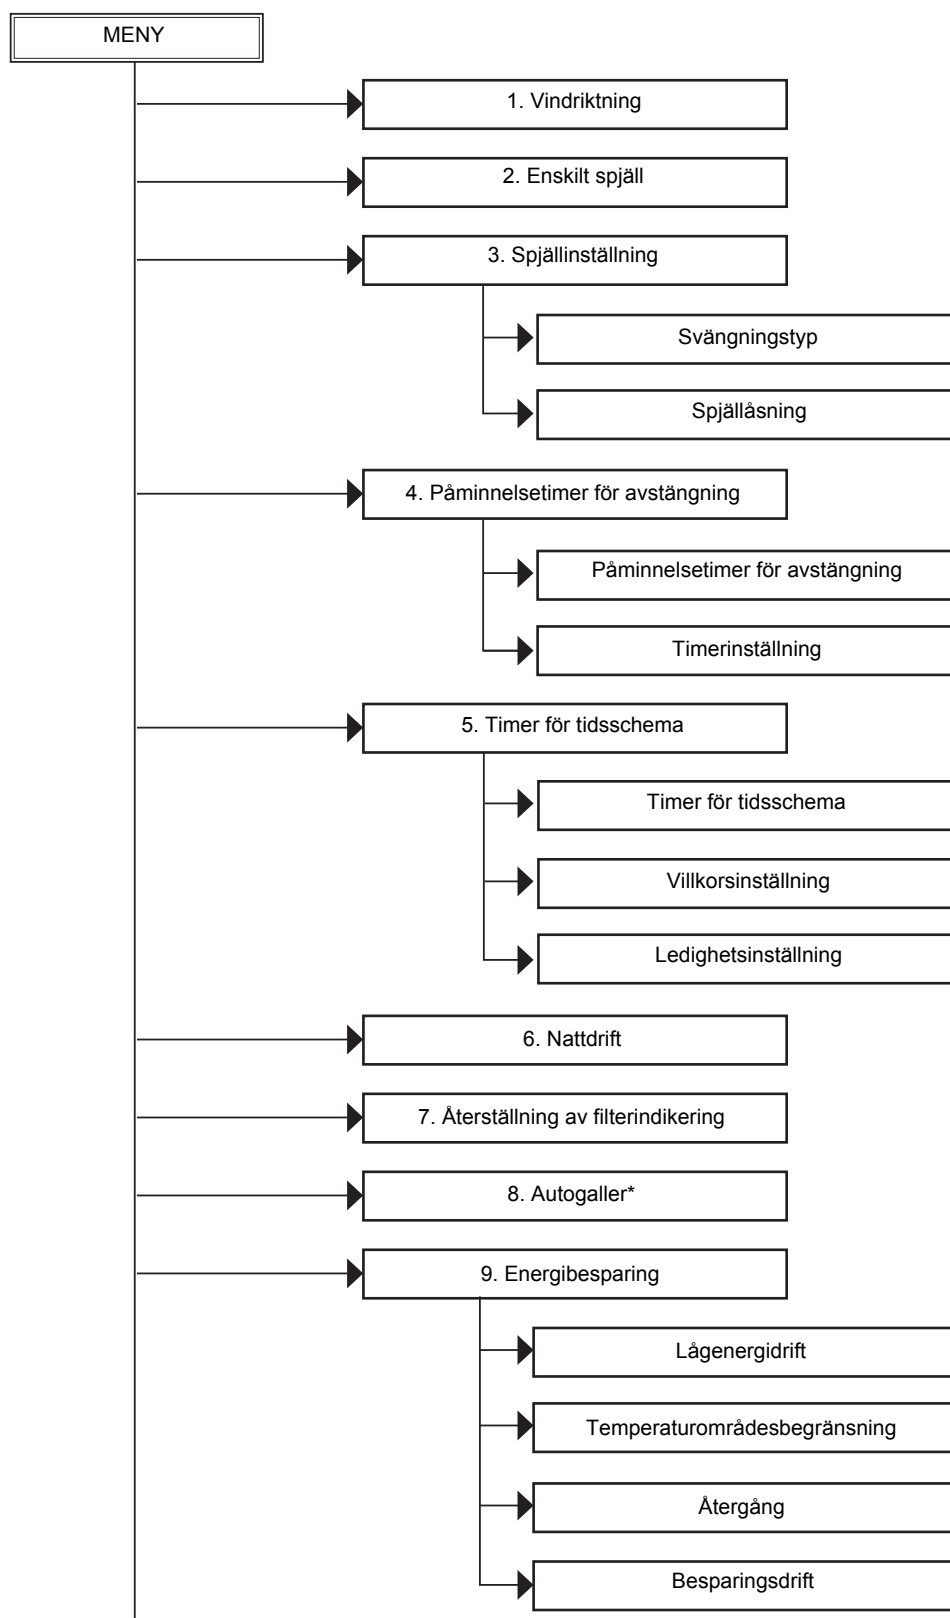 MENY
1. Vindriktning
2. Enskilt spjäll
3. Spjällinställning
Svängningstyp
Spjällåsning
4. Påminnelsetimer för avstängning
Påminnelsetimer för avstängning
Timerinställning
5. Timer för tidsschema
Timer för tidsschema
Villkorsinställning
Ledighetsinställning
6. Nattdrift
7. Återställning av filterindikering
8. Autogaller*
9. Energibesparing
Lågenergidrift
Temperaturområdesbegränsning
Återgång
Besparingsdrift